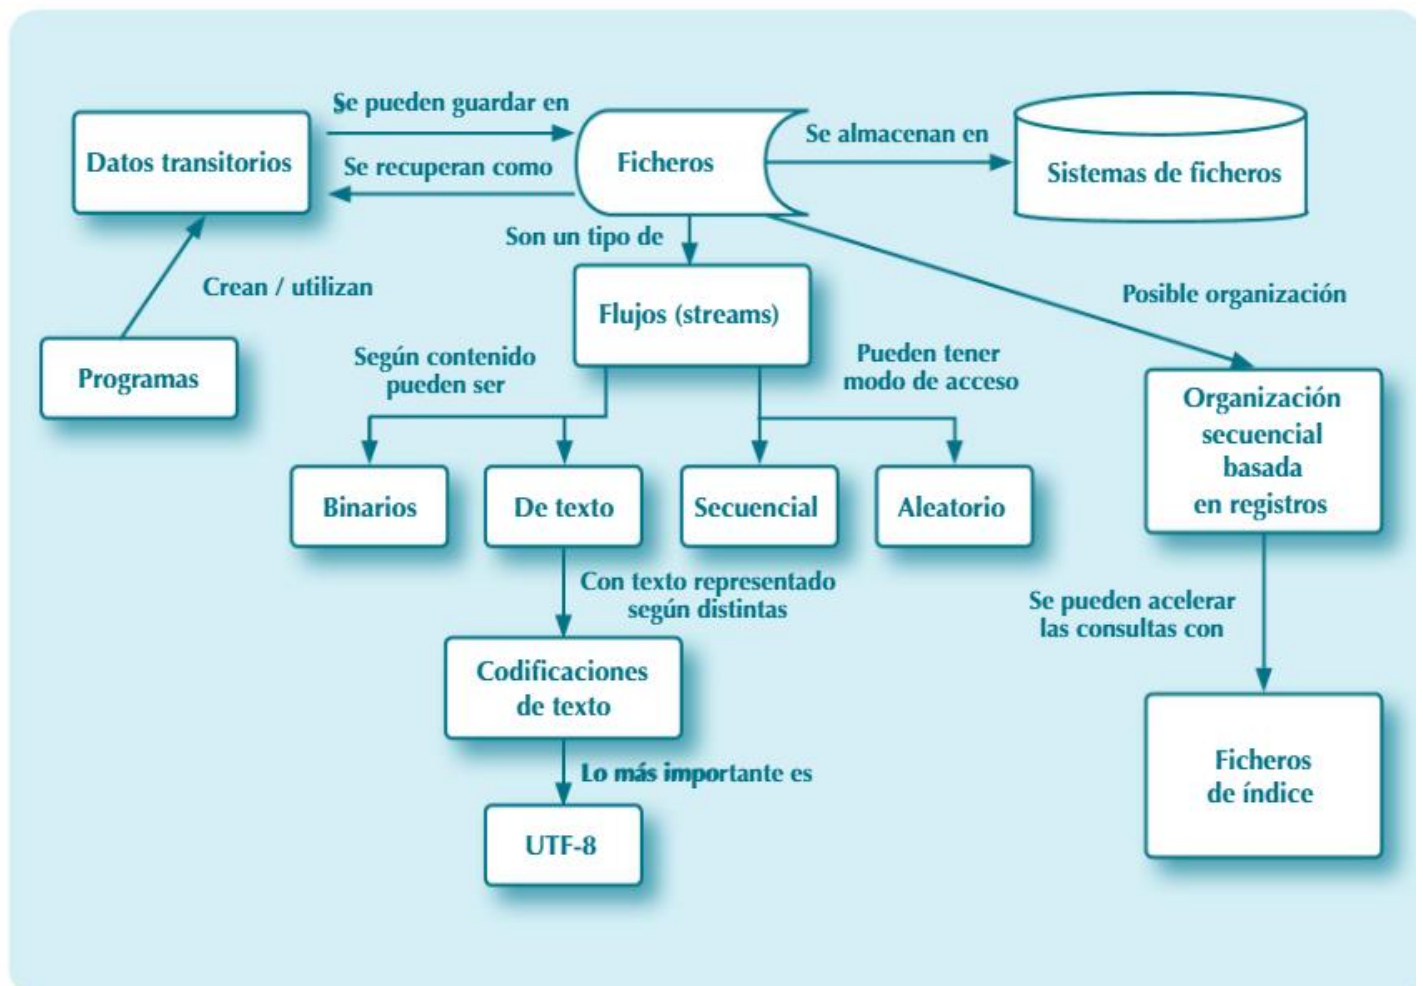 Se pueden guardar en
Datos transitorios
Se recuperan como
Ficheros
Se almacenan en
Sistemas de ficheros
Son un tipo de
Crean / utilizan
Flujos (streams)
Posible organización
Programas
Según contenido
pueden ser
Pueden tener
modo de acceso
Organización
secuencial
basada
en registros
Binarios
De texto
Secuencial
Aleatorio
Con texto representado
según distintas
Se pueden acelerar
las consultas con
Codificaciones
de texto
Lo más importante es
UTF-8
Ficheros
de índice